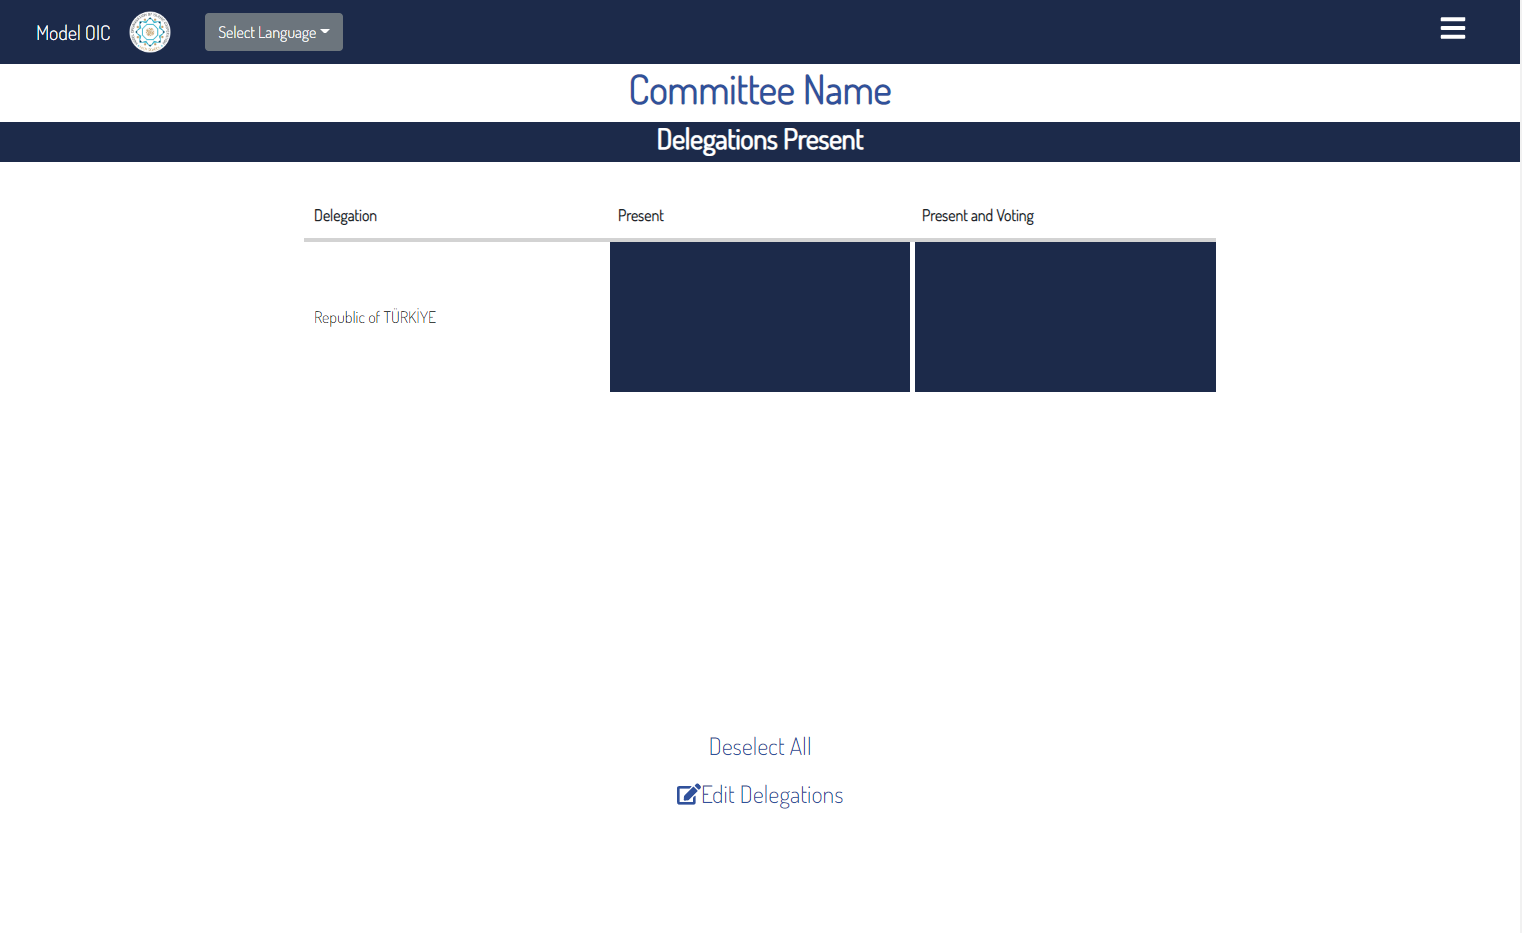 Model OIC
Select Language
Committee Name
Delegations Present
Delegation Present Present and Voting
Republic of TÜRKİYE
Deselect All
Edit Delegations